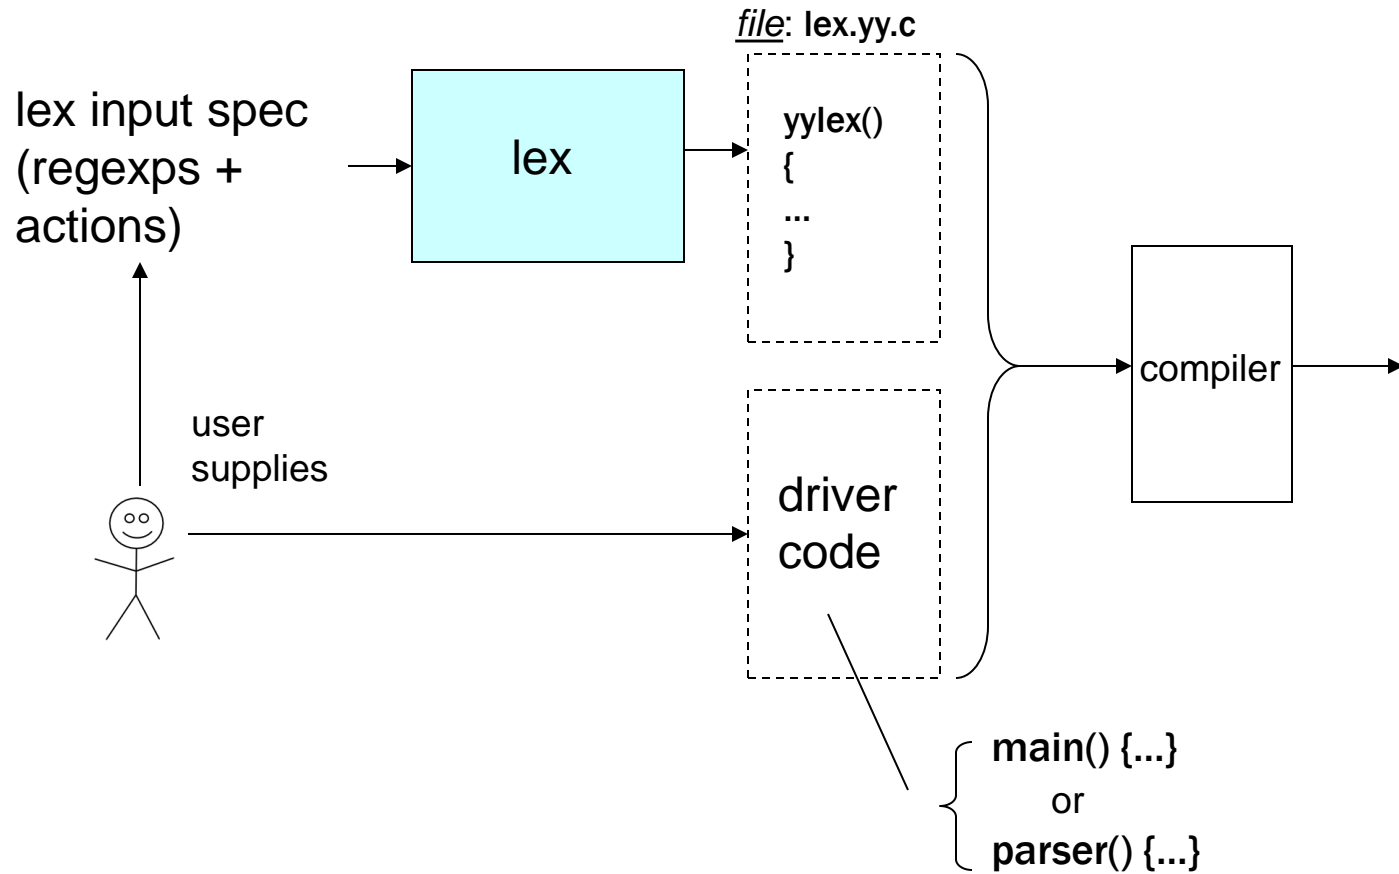 file: lex.yy.c
lex input spec
(regexps +
actions)
lex
yylex()
{
...
}
compiler
user
supplies
driver
code
main() {...}
or
parser() {...}